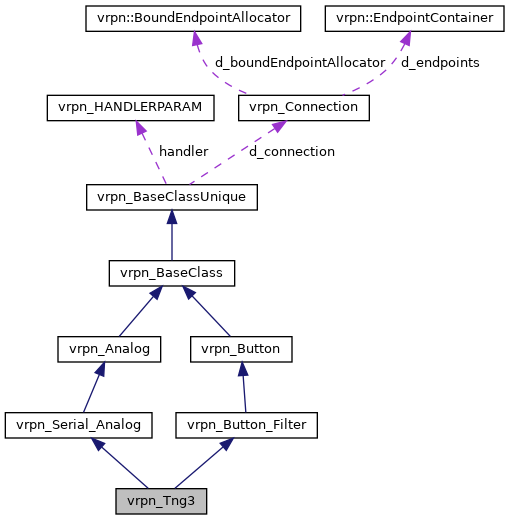 vrpn::BoundEndpointAllocator
vrpn::EndpointContainer
d_boundEndpointAllocator
d_endpoints
vrpn_HANDLERPARAM
vrpn_Connection
handler
d_connection
vrpn_BaseClassUnique
vrpn_BaseClass
vrpn_Analog
vrpn_Button
vrpn_Serial_Analog
vrpn_Button_Filter
vrpn_Tng3